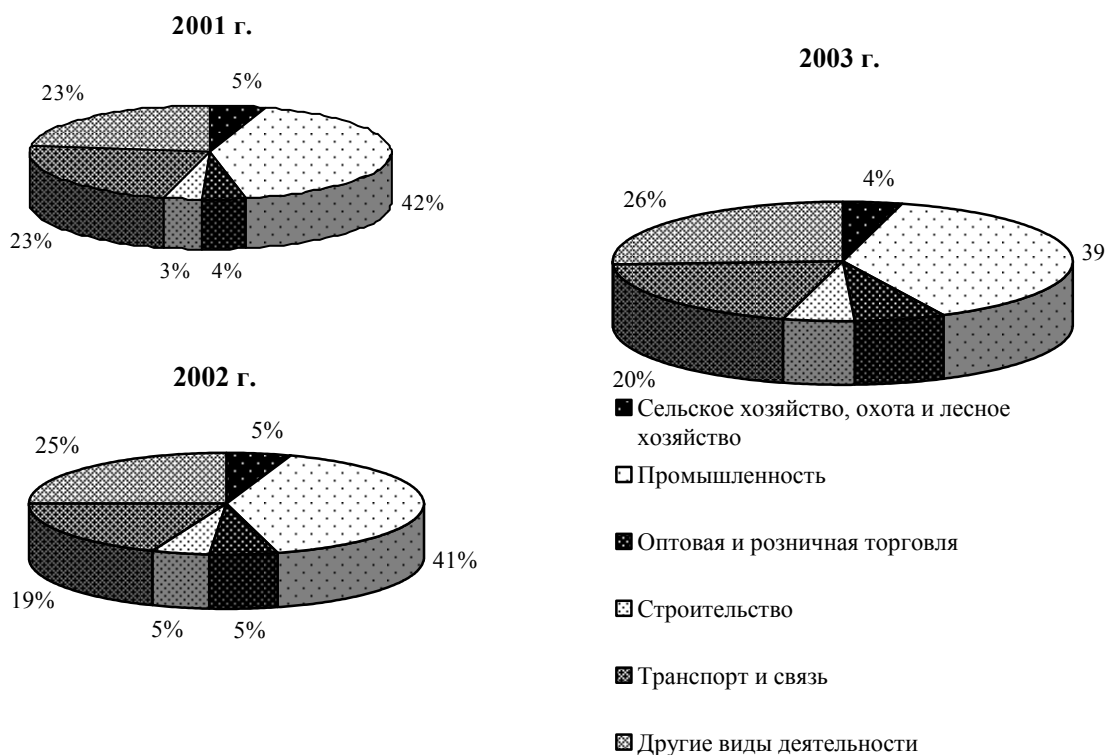 2001 г.
5%
23%
42%
23%
3%
4%
2002 г.
5%
25%
41%
19%
5%
5%
2003 г.
4%
26%
39
20%
Сельское хозяйство, охота и лесное
хозяйство
Промышленность
Оптовая и розничная торговля
Строительство
Транспорт и связь
Другие виды деятельности